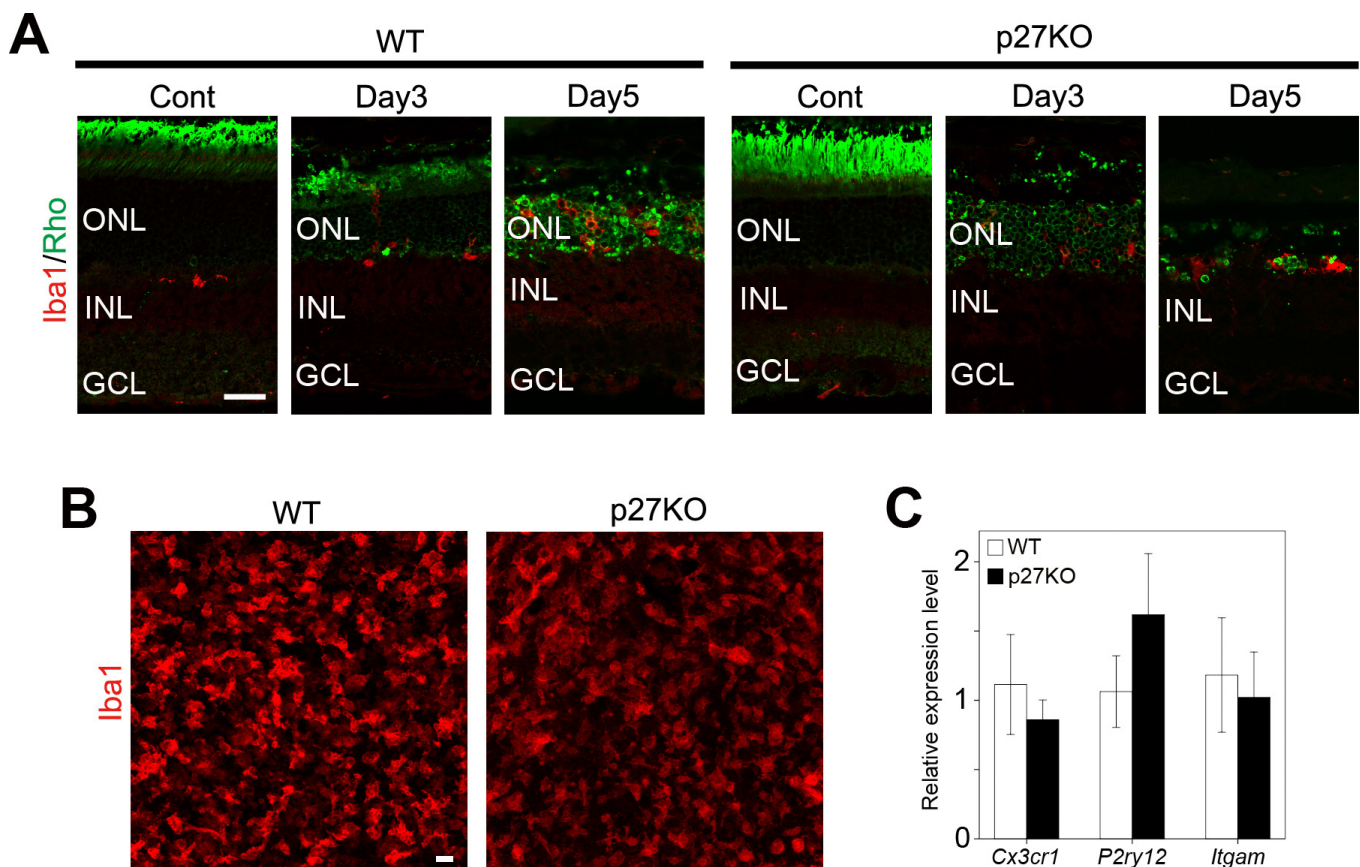 A
WT
p27KO
Cont
Day3
Day5
Cont
Day3
Day5
Iba1/Rho
ONL
ONL
ONL
ONL
ONL
INL
INL
INL
INL
INL
INL
GCL
GCL
GCL
GCL
GCL
GCL
B
WT
p27KO
Iba1
C
WT
p27KO
Relative expression level
2
1
0
Cx3cr1
P2ry12
Itgam